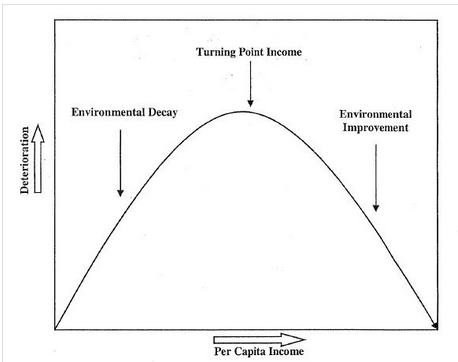 Turning Point Income
Environmental Decay
Environmental
Improvement
Deterioration
Per Capita Income